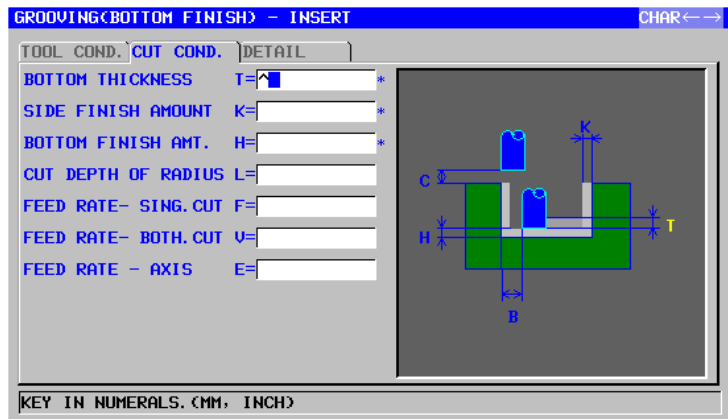 GROOVING(BOTTOM FINISH) - INSERT CHAR←→
TOOL COND. CUT COND. DETAIL
BOTTOM THICKNESS T=^ *
SIDE FINISH AMOUNT K= *
BOTTOM FINISH AMT. H= *
CUT DEPTH OF RADIUS L=
FEED RATE- SING.CUT F=
FEED RATE- BOTH.CUT V=
FEED RATE - AXIS E=
K
C
T
H
B
KEY IN NUMERALS.(MM, INCH)